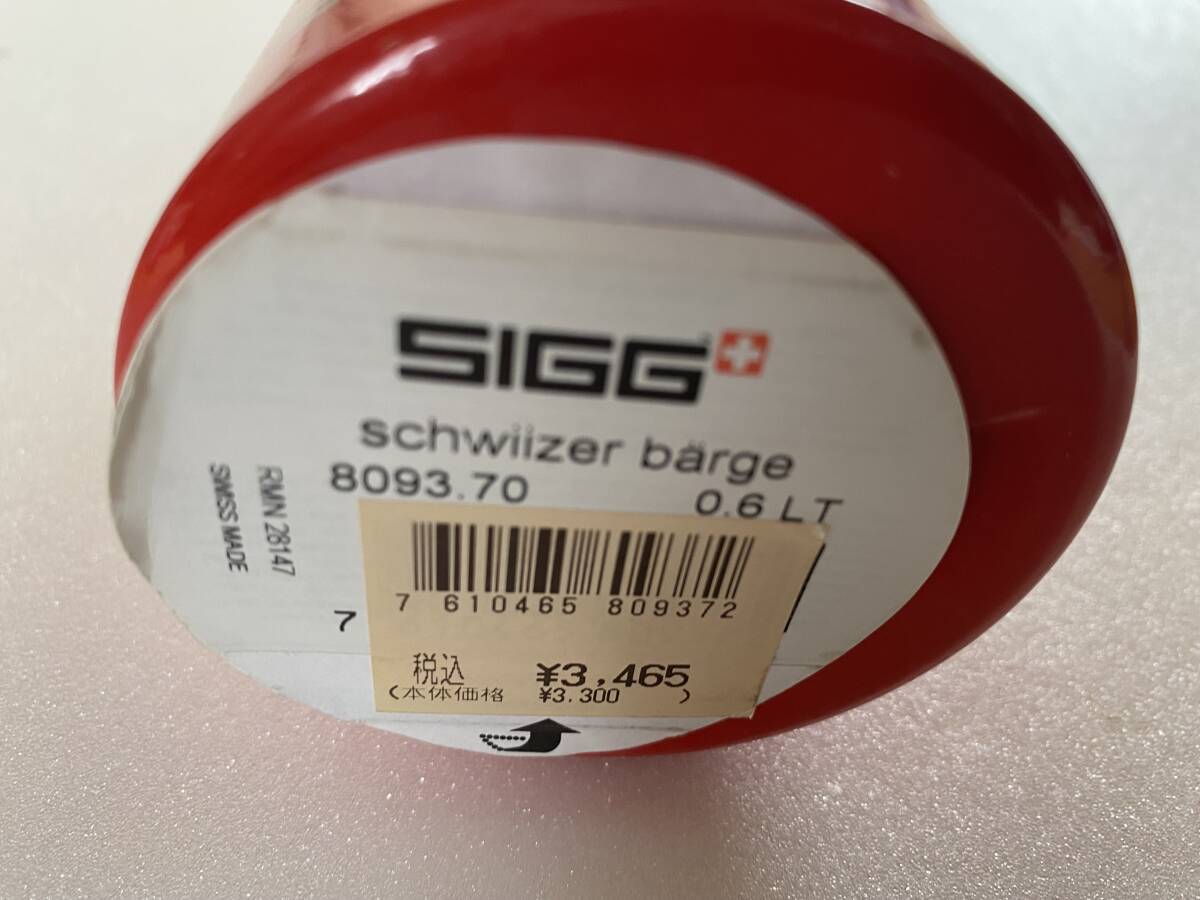 SIGG
schwiizer bärge
8093.70 0.6 LT
RMN 28147
SWISS MADE
7
7 610465 809372
税込 ¥3,465
(本体価格 ¥3,300 )